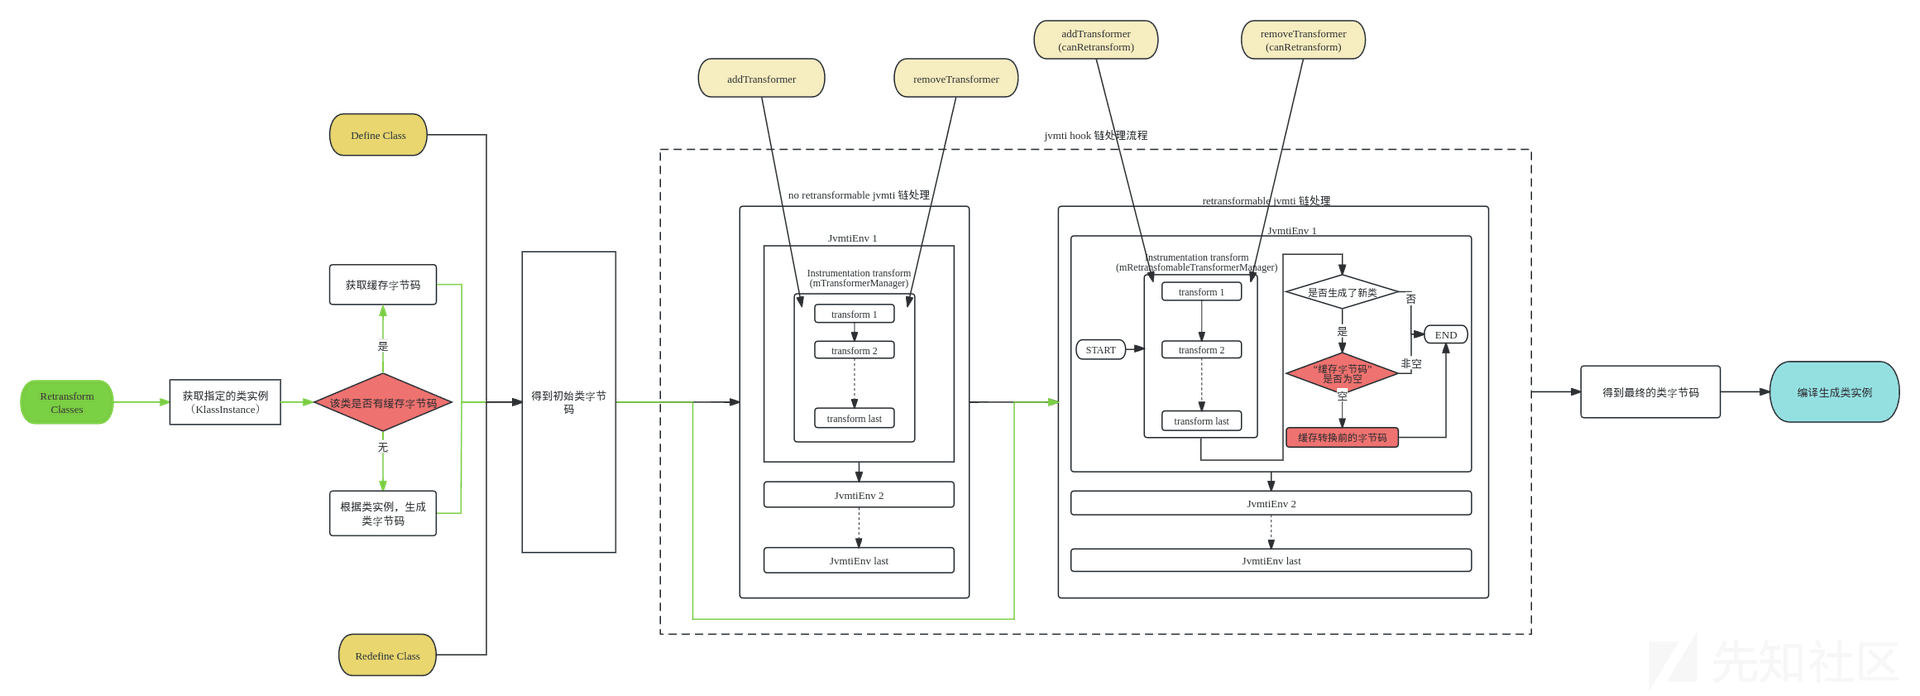 addTransformer
(canRetransform)
removeTransformer
(canRetransform)
addTransformer
removeTransformer
Define Class
jvmti hook 链处理流程
no retransformable jvmti 链处理
retransformable jvmti 链处理
JvmtiEnv 1
Instrumentation transform
(mTransformerManager)
transform 1
transform 2
transform last
JvmtiEnv 2
JvmtiEnv last
JvmtiEnv 1
Instrumentation transform
(mRetransfomableTransformerManager)
START
transform 1
transform 2
transform last
是否生成了新类
否
是
END
“缓存字节码”
是否为空
非空
空
缓存转换前的字节码
JvmtiEnv 2
JvmtiEnv last
获取缓存字节码
是
Retransform
Classes
获取指定的类实例
（KlassInstance）
该类是否有缓存字节码
无
根据类实例，生成
类字节码
得到初始类字节
码
得到最终的类字节码
编译生成类实例
Redefine Class
先知社区